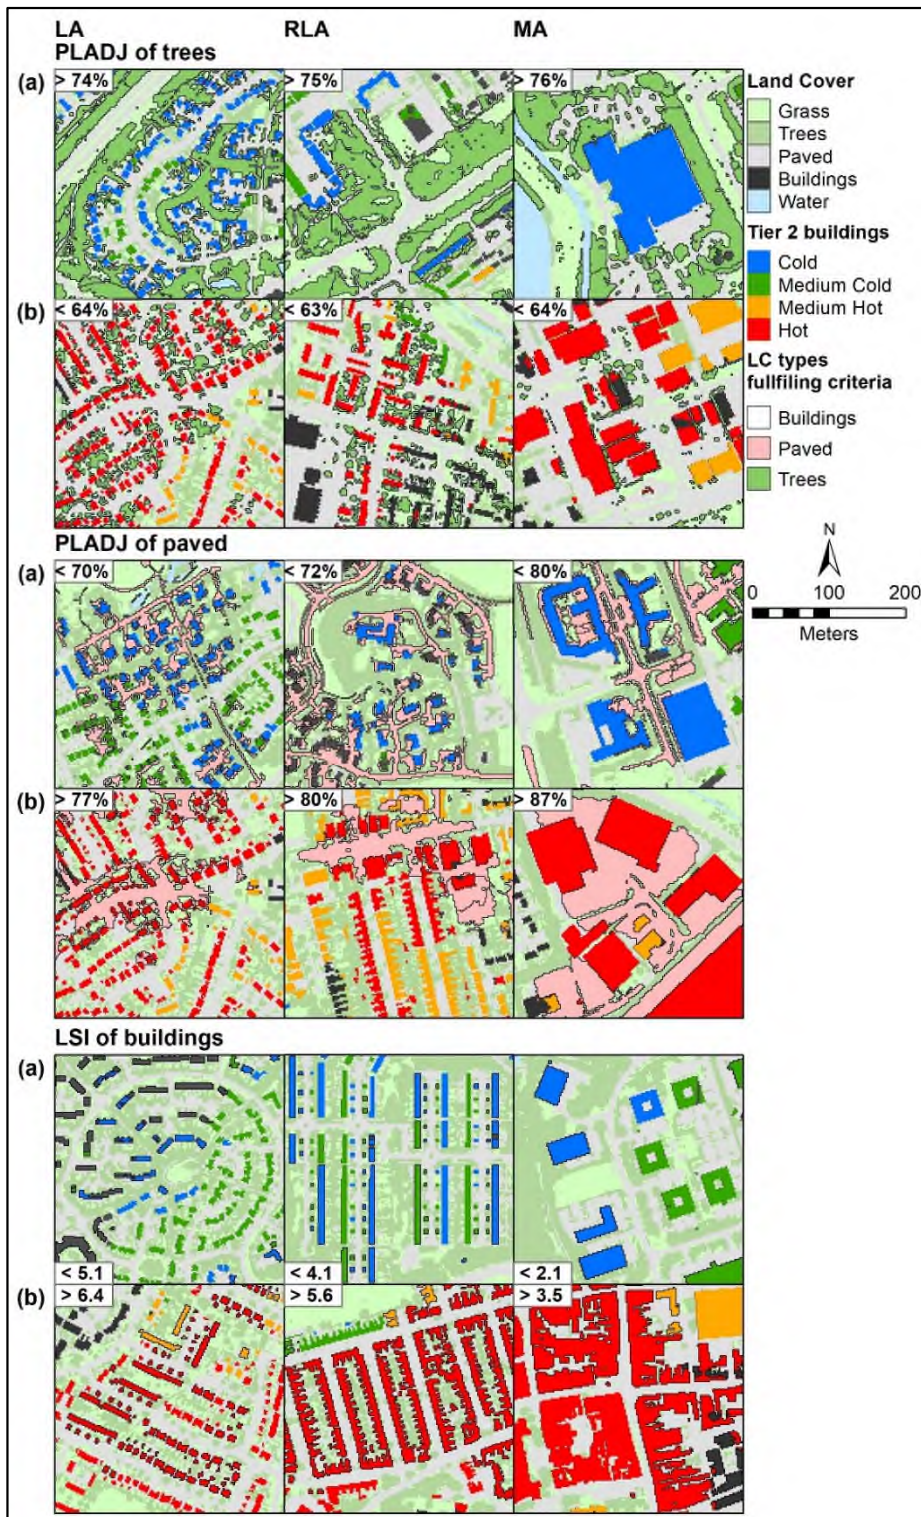 LA RLA MA
PLADJ of trees
(a) > 74% > 75% > 76%
(b) < 64% < 63% < 64%
PLADJ of paved
(a) < 70% < 72% < 80%
(b) > 77% > 80% > 87%
LSI of buildings
(a)
< 5.1 < 4.1 < 2.1
(b) > 6.4 > 5.6 > 3.5
Land Cover
Grass
Trees
Paved
Buildings
Water
Tier 2 buildings
Cold
Medium Cold
Medium Hot
Hot
LC types
fullfiling criteria
Buildings
Paved
Trees
N
0 100 200
Meters